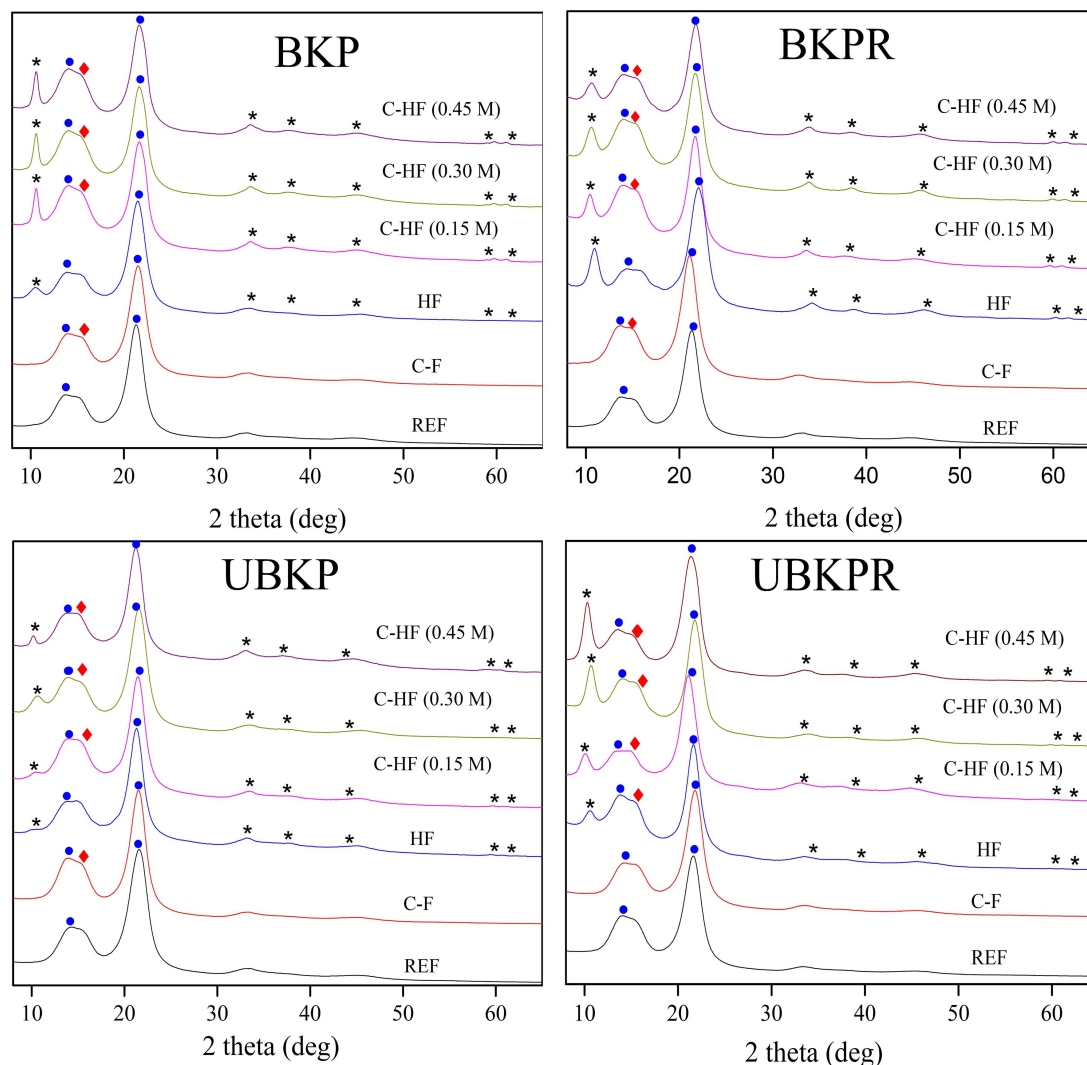 BKP
*
C-HF (0.45 M)
* * * * *
*
C-HF (0.30 M)
* * * * *
*
C-HF (0.15 M)
* * * * *
*
HF
* * * * *
C-F
REF
10 20 30 40 50 60
2 theta (deg)
BKPR
*
C-HF (0.45 M)
* * * * *
*
C-HF (0.30 M)
* * * * *
*
C-HF (0.15 M)
* * * * *
*
HF
* * * * *
C-F
REF
10 20 30 40 50 60
2 theta (deg)
UBKP
*
C-HF (0.45 M)
* * * * *
*
C-HF (0.30 M)
* * * * *
*
C-HF (0.15 M)
* * * * *
*
HF
* * * * *
C-F
REF
10 20 30 40 50 60
2 theta (deg)
UBKPR
*
C-HF (0.45 M)
* * * * *
*
C-HF (0.30 M)
* * * * *
*
C-HF (0.15 M)
* * * * *
*
HF
* * * * *
C-F
REF
10 20 30 40 50 60
2 theta (deg)